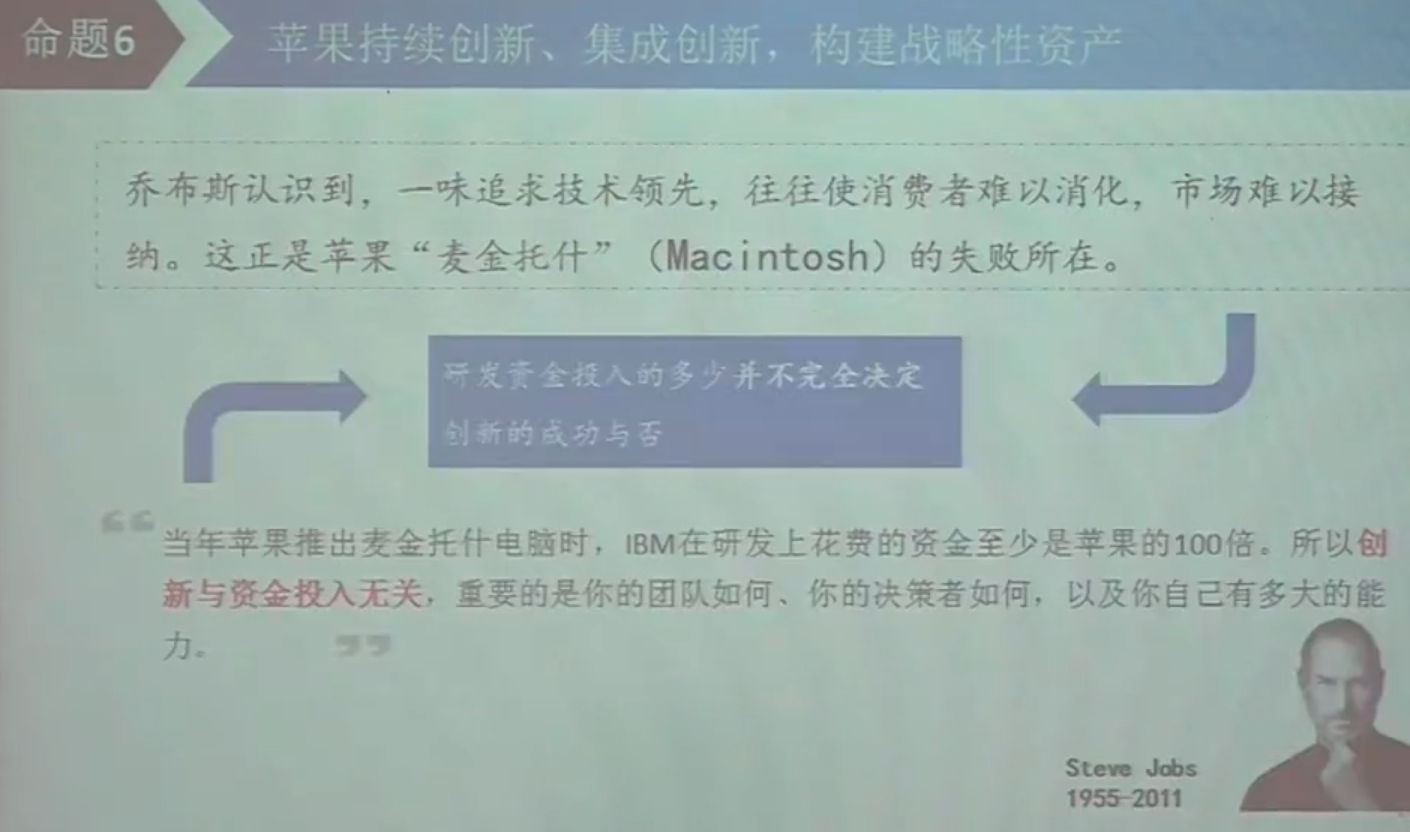 命题6
苹果持续创新、集成创新，构建战略性资产
乔布斯认识到，一味追求技术领先，往往使消费者难以消化，市场难以接
纳。这正是苹果“麦金托什”（Macintosh）的失败所在。
研发资金投入的多少并不完全决定
创新的成功与否
“当年苹果推出麦金托什电脑时，IBM在研发上花费的资金至少是苹果的100倍。所以创
新与资金投入无关，重要的是你的团队如何、你的决策者如何，以及你自己有多大的能
力。”
Steve Jobs
1955-2011